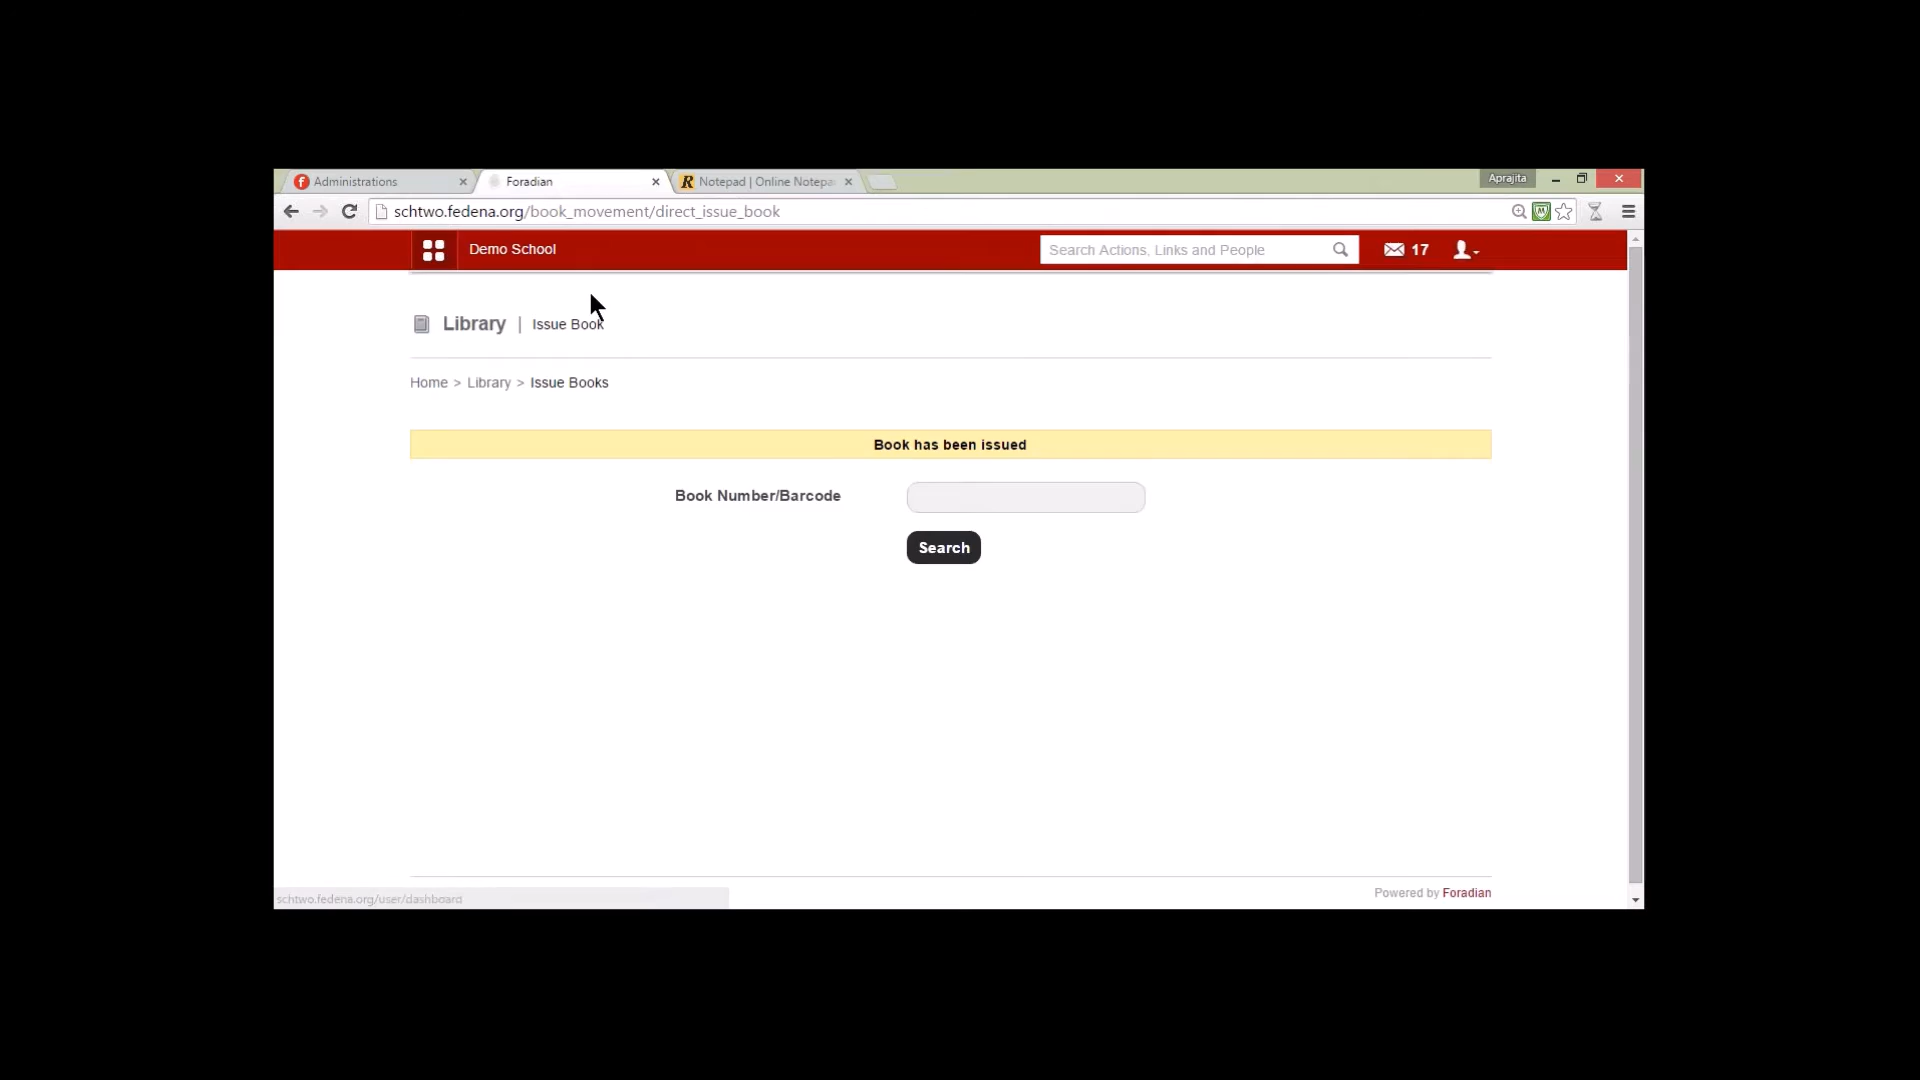 Administrations
Foradian
Notepad | Online Notepa
Aprajita
schtwo.fedena.org/book_movement/direct_issue_book
Demo School
Search Actions, Links and People
17
Library | Issue Book
Home > Library > Issue Books
Book has been issued
Book Number/Barcode
Search
Powered by Foradian
schtwo.fedena.org/user/dashboard